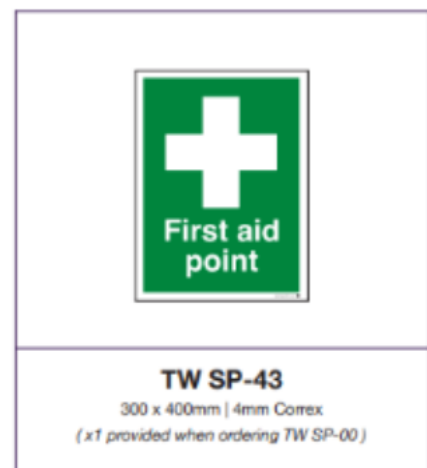 First aid
point
TW SP-43
300 x 400mm | 4mm Correx
( x1 provided when ordering TW SP-00 )